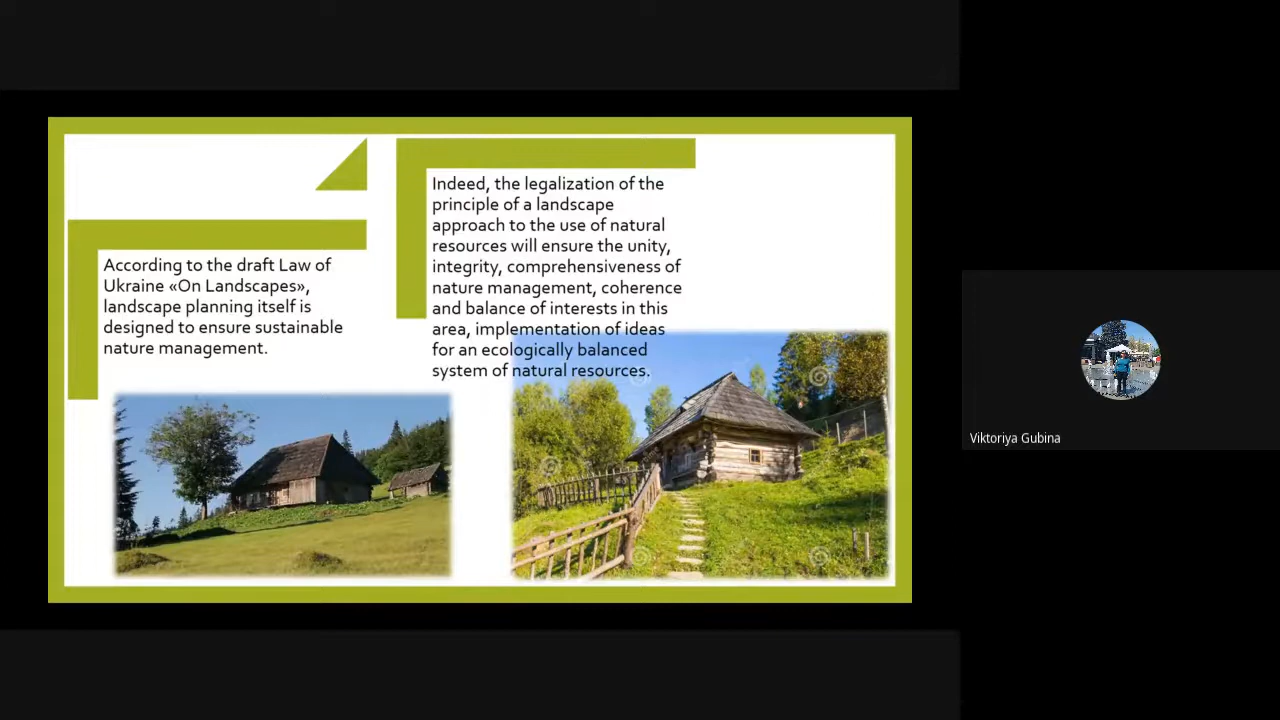 According to the draft Law of
Ukraine «On Landscapes»,
landscape planning itself is
designed to ensure sustainable
nature management.
Indeed, the legalization of the
principle of a landscape
approach to the use of natural
resources will ensure the unity,
integrity, comprehensiveness of
nature management, coherence
and balance of interests in this
area, implementation of ideas
for an ecologically balanced
system of natural resources.
Viktoriya Gubina